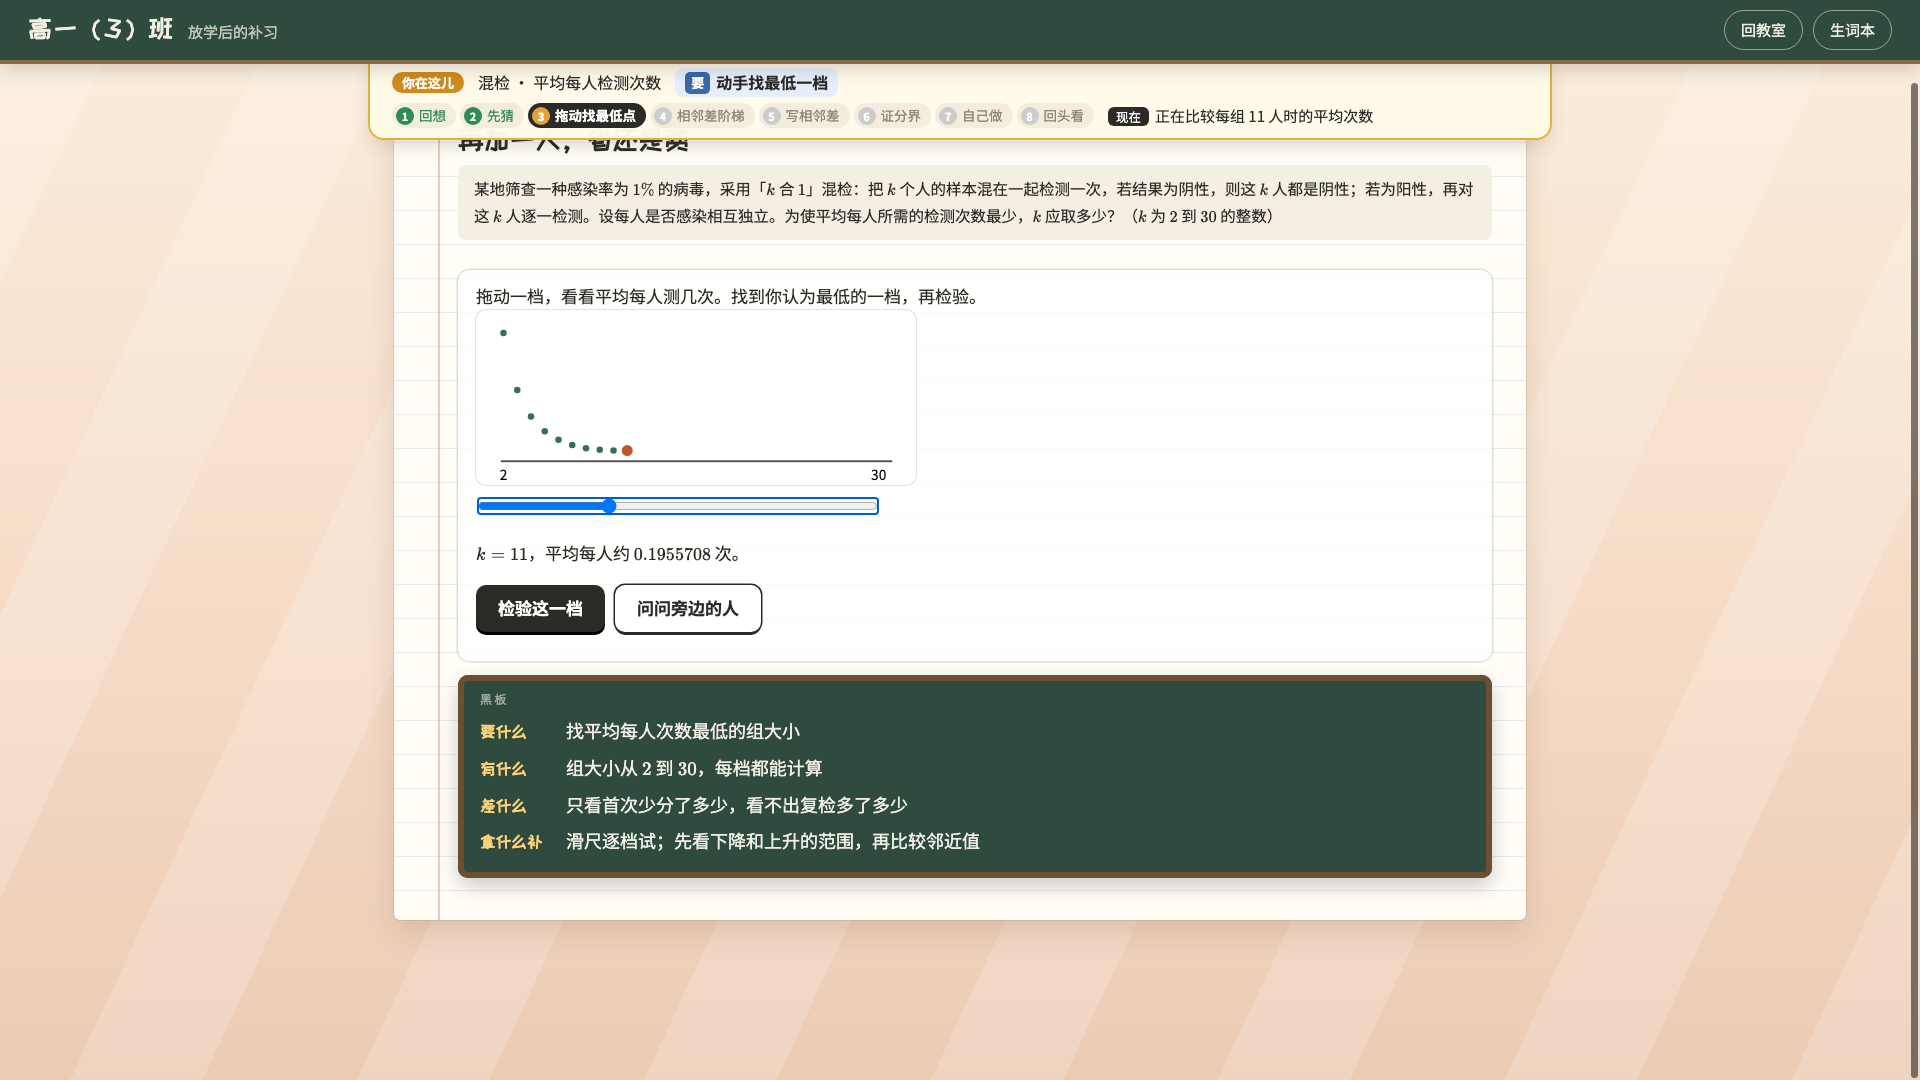 高一（3）班 放学后的补习 回教室 生词本
你在这儿 混检 · 平均每人检测次数 要 动手找最低一档
1 回想 2 先猜 3 拖动找最低点 4 相邻差阶梯 5 写相邻差 6 证分界 7 自己做 8 回头看 现在 正在比较每组 11 人时的平均次数
再加一人，看还是赚
某地筛查一种感染率为 1% 的病毒，采用「k 合 1」混检：把 k 个人的样本混在一起检测一次，若结果为阴性，则这 k 人都是阴性；若为阳性，再对
这 k 人逐一检测。设每人是否感染相互独立。为使平均每人所需的检测次数最少，k 应取多少？（k 为 2 到 30 的整数）
拖动一档，看看平均每人测几次。找到你认为最低的一档，再检验。
2 30
k = 11，平均每人约 0.1955708 次。
检验这一档 问问旁边的人
黑板
要什么 找平均每人次数最低的组大小
有什么 组大小从 2 到 30，每档都能计算
差什么 只看首次少分了多少，看不出复检多了多少
拿什么补 滑尺逐档试；先看下降和上升的范围，再比较邻近值